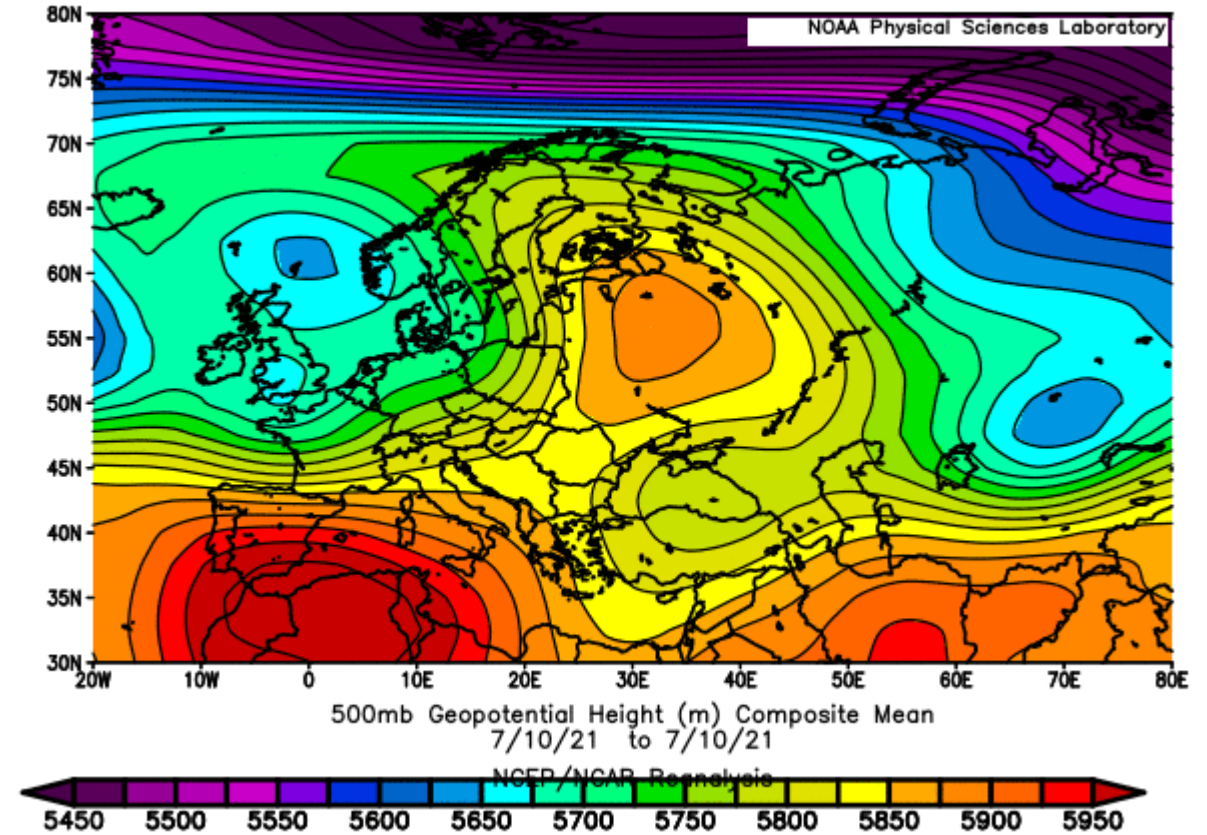 80N
NOAA Physical Sciences Laboratory
75N
70N
65N
60N
55N
50N
45N
40N
35N
30N
20W 10W 0 10E 20E 30E 40E 50E 60E 70E 80E
500mb Geopotential Height (m) Composite Mean
7/10/21 to 7/10/21
NCEP/NCAR Reanalysis
5450 5500 5550 5600 5650 5700 5750 5800 5850 5900 5950